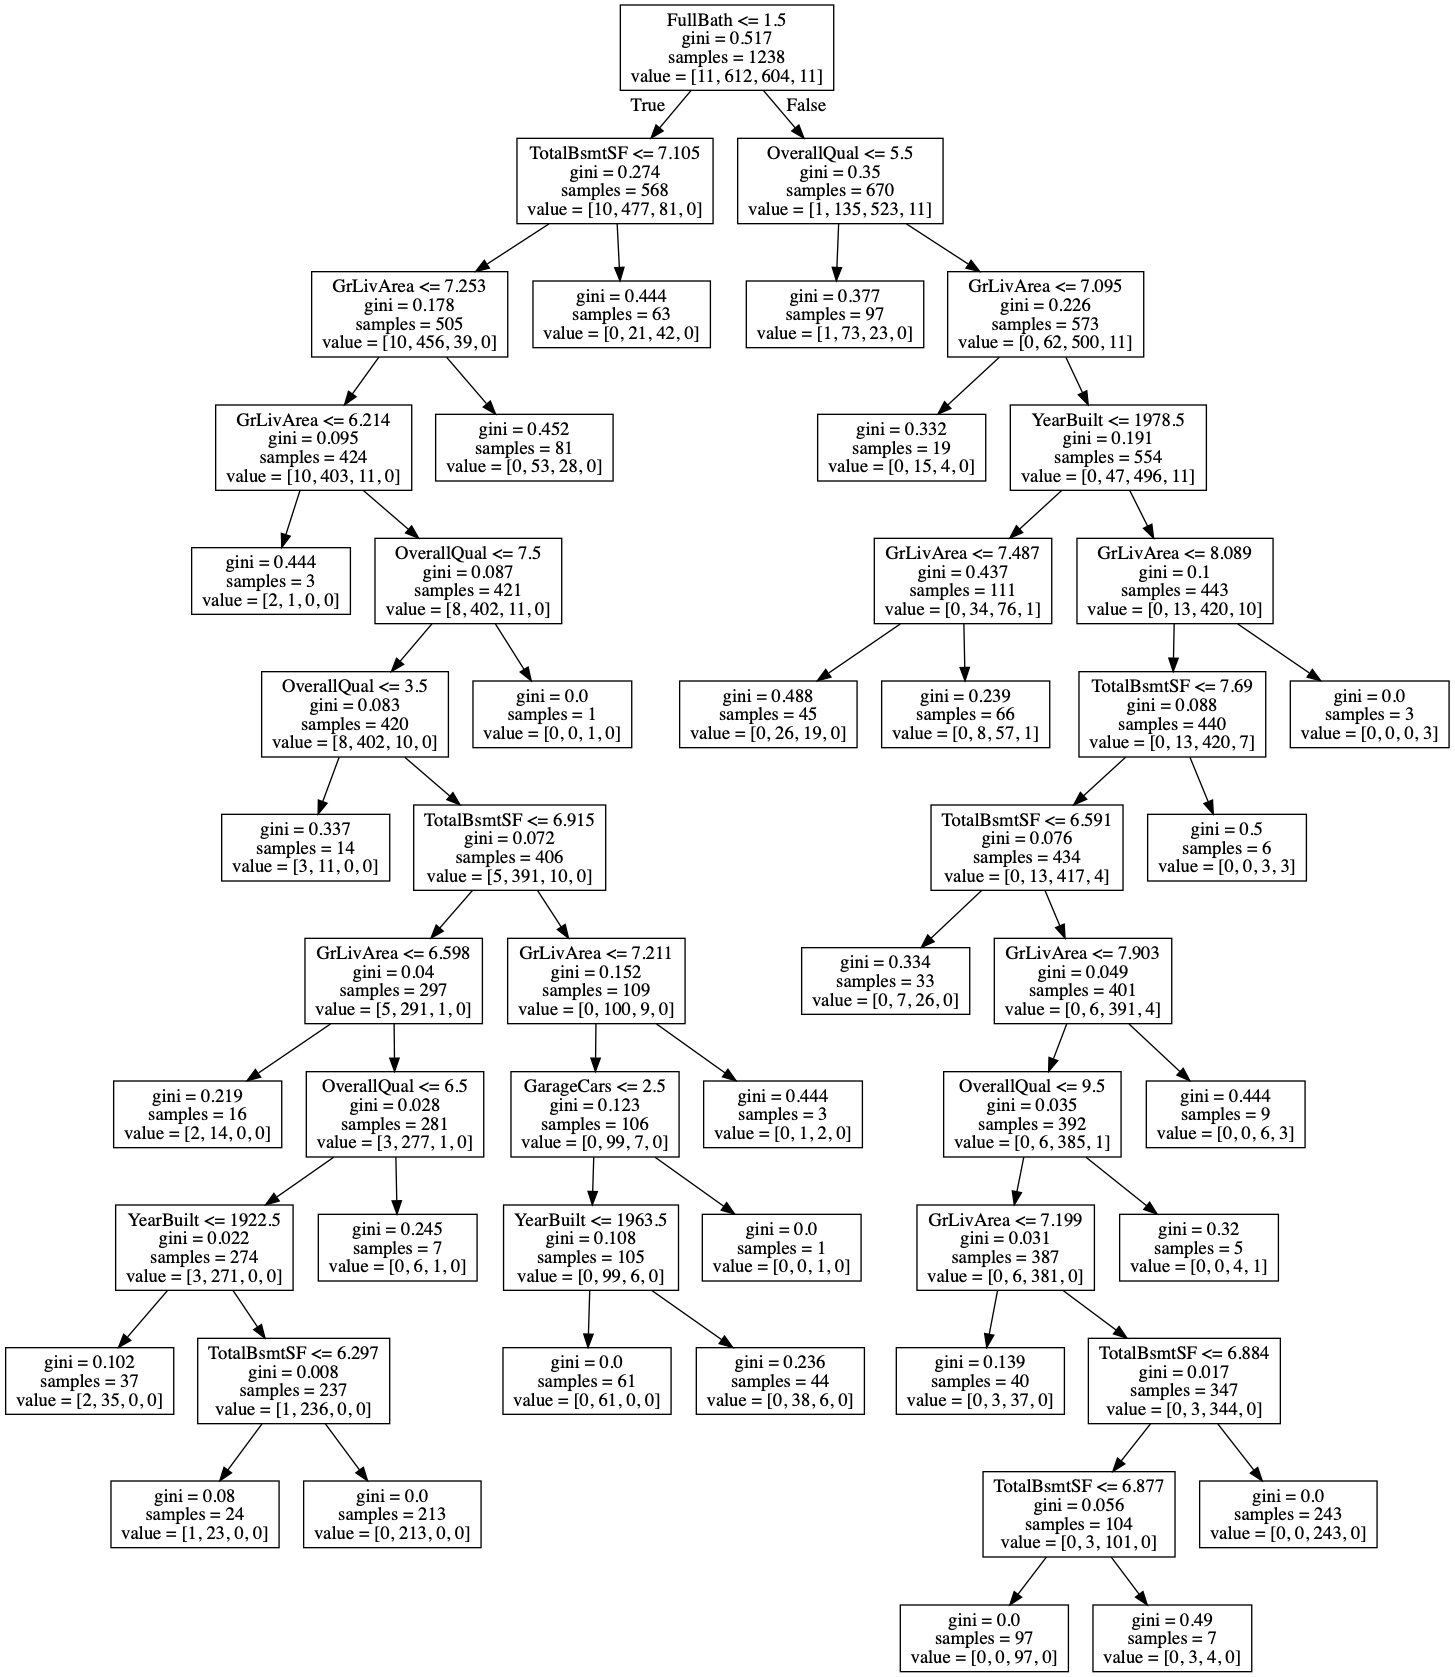 FullBath <= 1.5
gini = 0.517
samples = 1238
value = [11, 612, 604, 11]
True
False
TotalBsmtSF <= 7.105
gini = 0.274
samples = 568
value = [10, 477, 81, 0]
OverallQual <= 5.5
gini = 0.35
samples = 670
value = [1, 135, 523, 11]
GrLivArea <= 7.253
gini = 0.178
samples = 505
value = [10, 456, 39, 0]
gini = 0.444
samples = 63
value = [0, 21, 42, 0]
gini = 0.377
samples = 97
value = [1, 73, 23, 0]
GrLivArea <= 7.095
gini = 0.226
samples = 573
value = [0, 62, 500, 11]
GrLivArea <= 6.214
gini = 0.095
samples = 424
value = [10, 403, 11, 0]
gini = 0.452
samples = 81
value = [0, 53, 28, 0]
gini = 0.332
samples = 19
value = [0, 15, 4, 0]
YearBuilt <= 1978.5
gini = 0.191
samples = 554
value = [0, 47, 496, 11]
gini = 0.444
samples = 3
value = [2, 1, 0, 0]
OverallQual <= 7.5
gini = 0.087
samples = 421
value = [8, 402, 11, 0]
GrLivArea <= 7.487
gini = 0.437
samples = 111
value = [0, 34, 76, 1]
GrLivArea <= 8.089
gini = 0.1
samples = 443
value = [0, 13, 420, 10]
OverallQual <= 3.5
gini = 0.083
samples = 420
value = [8, 402, 10, 0]
gini = 0.0
samples = 1
value = [0, 0, 1, 0]
gini = 0.488
samples = 45
value = [0, 26, 19, 0]
gini = 0.239
samples = 66
value = [0, 8, 57, 1]
TotalBsmtSF <= 7.69
gini = 0.088
samples = 440
value = [0, 13, 420, 7]
gini = 0.0
samples = 3
value = [0, 0, 0, 3]
gini = 0.337
samples = 14
value = [3, 11, 0, 0]
TotalBsmtSF <= 6.915
gini = 0.072
samples = 406
value = [5, 391, 10, 0]
TotalBsmtSF <= 6.591
gini = 0.076
samples = 434
value = [0, 13, 417, 4]
gini = 0.5
samples = 6
value = [0, 0, 3, 3]
GrLivArea <= 6.598
gini = 0.04
samples = 297
value = [5, 291, 1, 0]
GrLivArea <= 7.211
gini = 0.152
samples = 109
value = [0, 100, 9, 0]
gini = 0.334
samples = 33
value = [0, 7, 26, 0]
GrLivArea <= 7.903
gini = 0.049
samples = 401
value = [0, 6, 391, 4]
gini = 0.219
samples = 16
value = [2, 14, 0, 0]
OverallQual <= 6.5
gini = 0.028
samples = 281
value = [3, 277, 1, 0]
GarageCars <= 2.5
gini = 0.123
samples = 106
value = [0, 99, 7, 0]
gini = 0.444
samples = 3
value = [0, 1, 2, 0]
OverallQual <= 9.5
gini = 0.035
samples = 392
value = [0, 6, 385, 1]
gini = 0.444
samples = 9
value = [0, 0, 6, 3]
YearBuilt <= 1922.5
gini = 0.022
samples = 274
value = [3, 271, 0, 0]
gini = 0.245
samples = 7
value = [0, 6, 1, 0]
YearBuilt <= 1963.5
gini = 0.108
samples = 105
value = [0, 99, 6, 0]
gini = 0.0
samples = 1
value = [0, 0, 1, 0]
GrLivArea <= 7.199
gini = 0.031
samples = 387
value = [0, 6, 381, 0]
gini = 0.32
samples = 5
value = [0, 0, 4, 1]
gini = 0.102
samples = 37
value = [2, 35, 0, 0]
TotalBsmtSF <= 6.297
gini = 0.008
samples = 237
value = [1, 236, 0, 0]
gini = 0.0
samples = 61
value = [0, 61, 0, 0]
gini = 0.236
samples = 44
value = [0, 38, 6, 0]
gini = 0.139
samples = 40
value = [0, 3, 37, 0]
TotalBsmtSF <= 6.884
gini = 0.017
samples = 347
value = [0, 3, 344, 0]
gini = 0.08
samples = 24
value = [1, 23, 0, 0]
gini = 0.0
samples = 213
value = [0, 213, 0, 0]
TotalBsmtSF <= 6.877
gini = 0.056
samples = 104
value = [0, 3, 101, 0]
gini = 0.0
samples = 243
value = [0, 0, 243, 0]
gini = 0.0
samples = 97
value = [0, 0, 97, 0]
gini = 0.49
samples = 7
value = [0, 3, 4, 0]